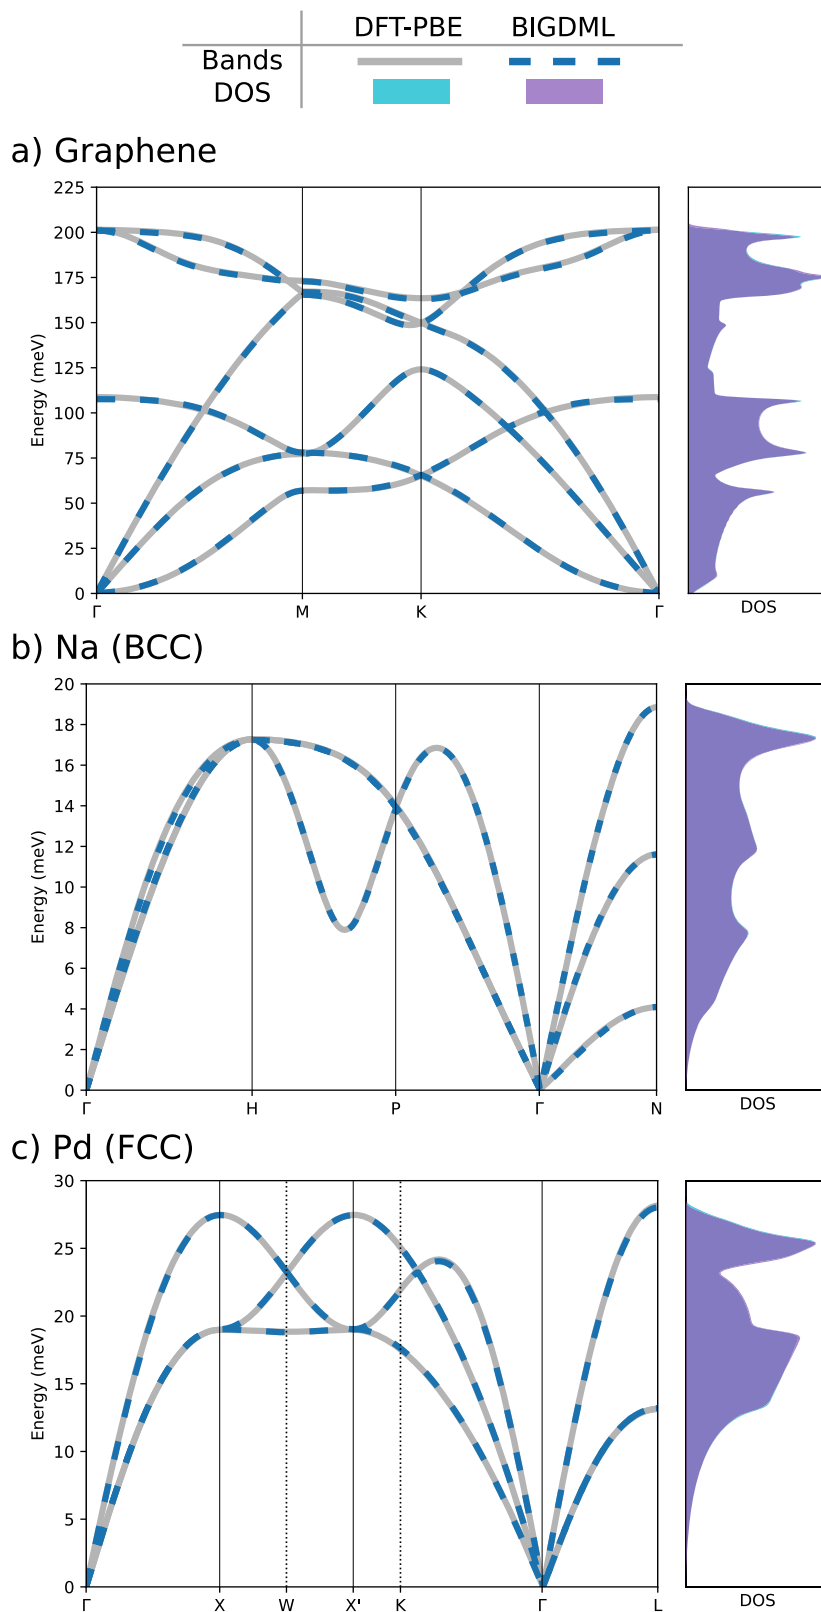 DFT-PBE BIGDML
Bands
DOS
a) Graphene
225
200
175
150
125
100
75
50
25
0
Energy (meV)
Γ M K Γ
DOS
b) Na (BCC)
20
18
16
14
12
10
8
6
4
2
0
Energy (meV)
Γ H P Γ N
DOS
c) Pd (FCC)
30
25
20
15
10
5
0
Energy (meV)
Γ X W X' K Γ L
DOS